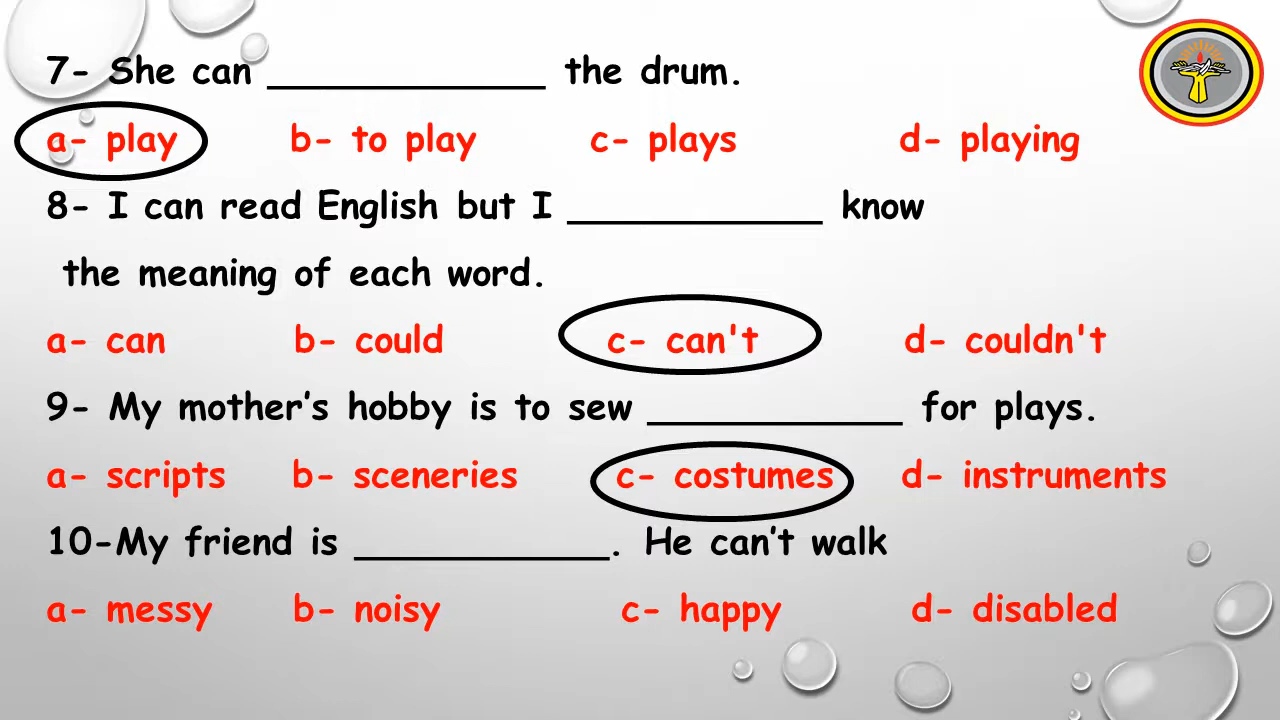 7- She can ____________ the drum.
a- play b- to play c- plays d- playing
8- I can read English but I ___________ know
the meaning of each word.
a- can b- could c- can't d- couldn't
9- My mother’s hobby is to sew ___________ for plays.
a- scripts b- sceneries c- costumes d- instruments
10-My friend is ___________. He can’t walk
a- messy b- noisy c- happy d- disabled